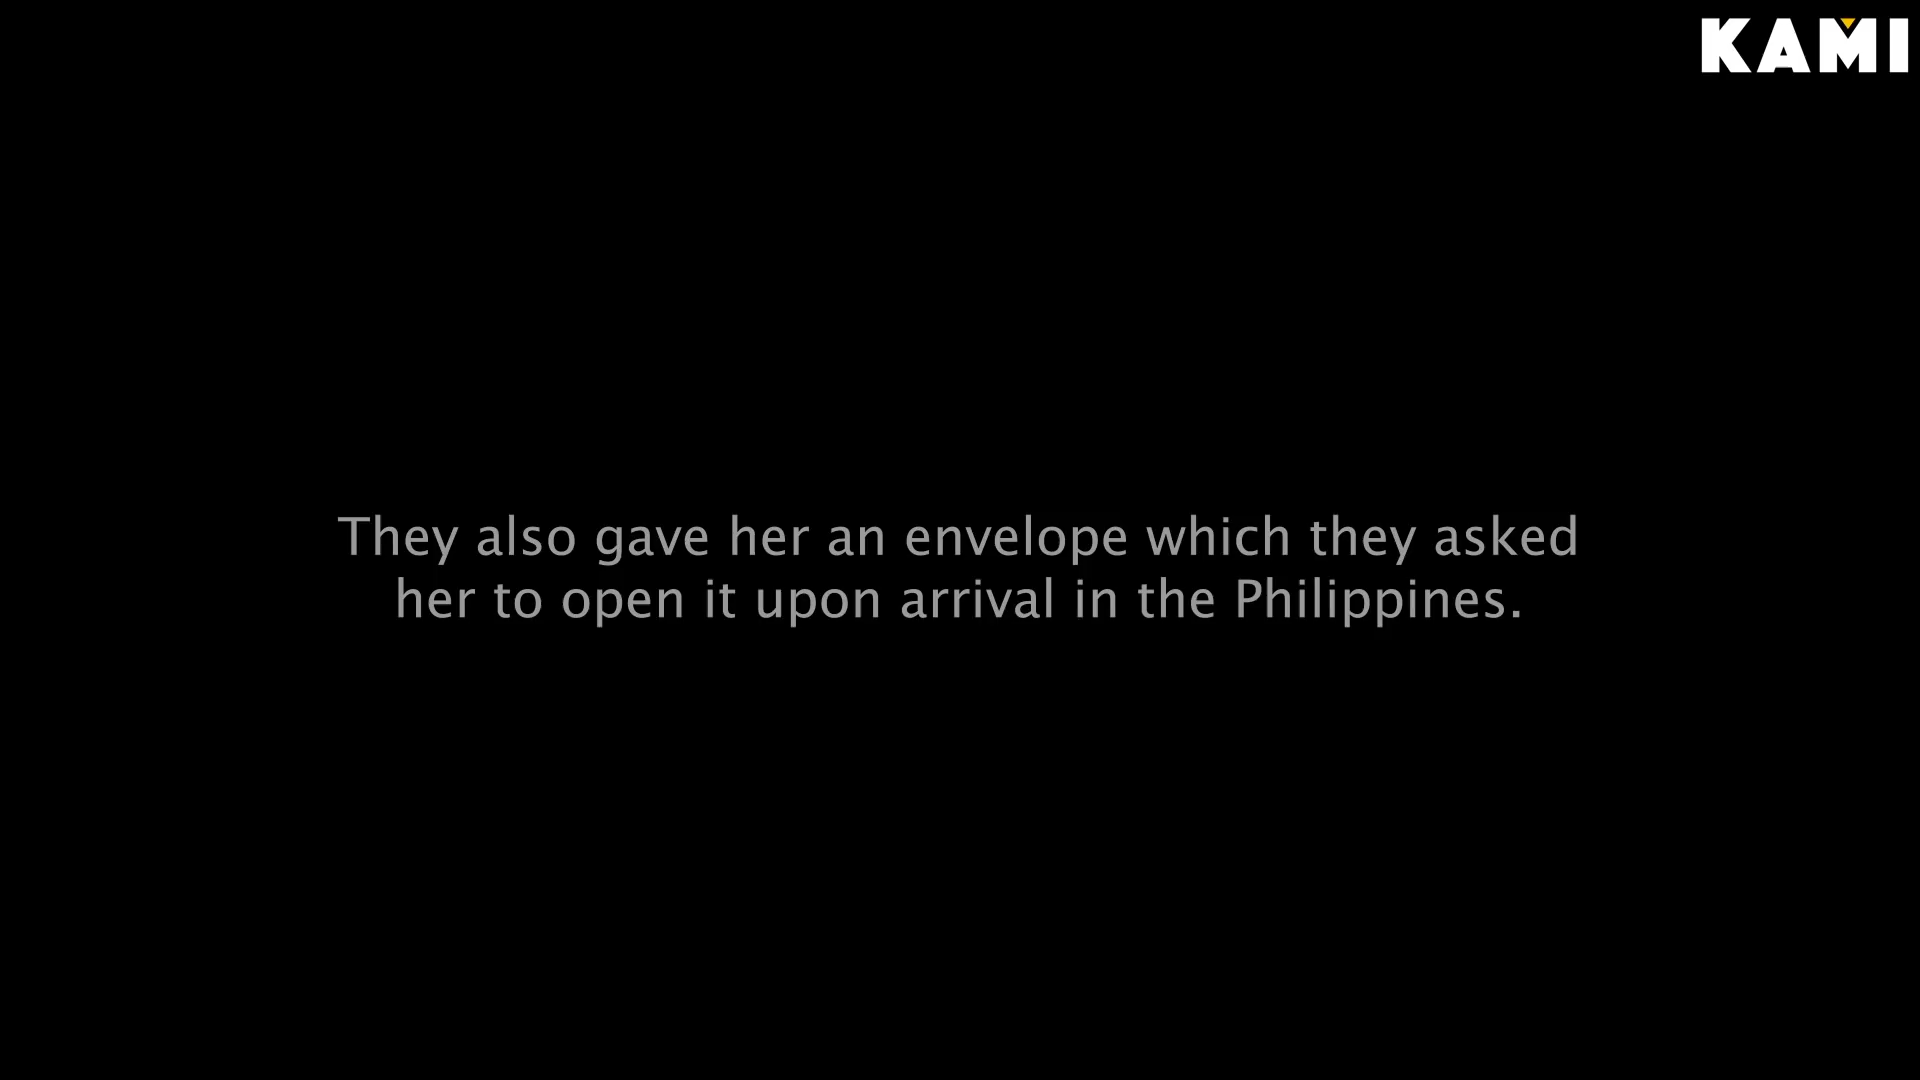 KAMI
They also gave her an envelope which they asked
her to open it upon arrival in the Philippines.